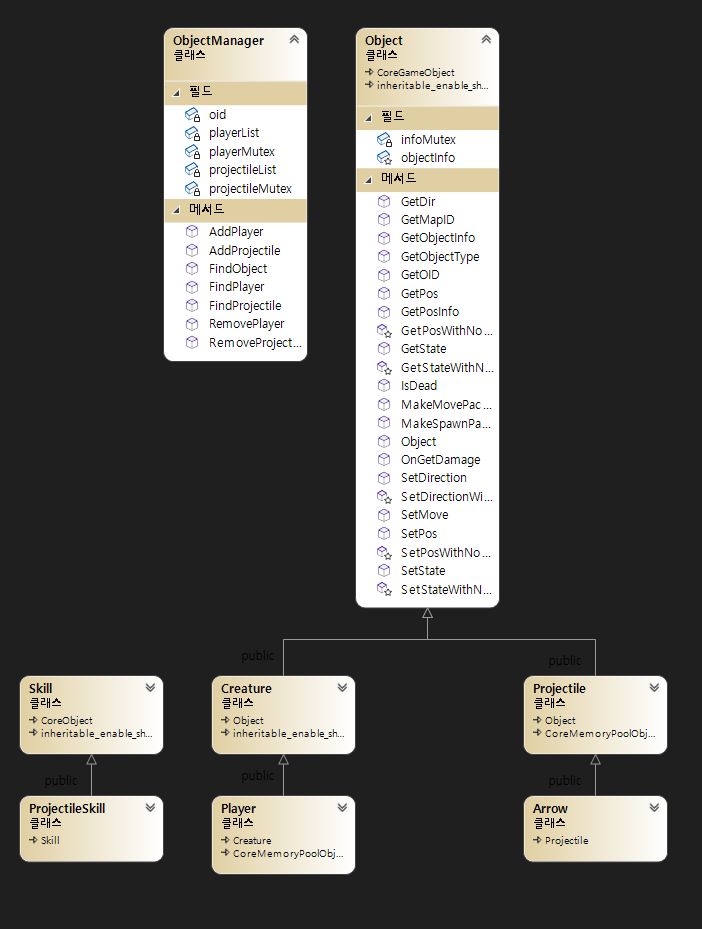 ObjectManager
클래스
필드
oid
playerList
playerMutex
projectileList
projectileMutex
메서드
AddPlayer
AddProjectile
FindObject
FindPlayer
FindProjectile
RemovePlayer
RemoveProject...
Object
클래스
CoreGameObject
inheritable_enable_sh...
필드
infoMutex
objectInfo
메서드
GetDir
GetMapID
GetObjectInfo
GetObjectType
GetOID
GetPos
GetPosInfo
GetPosWithNo...
GetState
GetStateWithN...
IsDead
MakeMovePac...
MakeSpawnPa...
Object
OnGetDamage
SetDirection
SetDirectionWi...
SetMove
SetPos
SetPosWithNo...
SetState
SetStateWithN...
public
public
Skill
클래스
CoreObject
inheritable_enable_sh...
Creature
클래스
Object
inheritable_enable_sh...
Projectile
클래스
Object
CoreMemoryPoolObj...
public
public
public
ProjectileSkill
클래스
Skill
Player
클래스
Creature
CoreMemoryPoolObj...
Arrow
클래스
Projectile